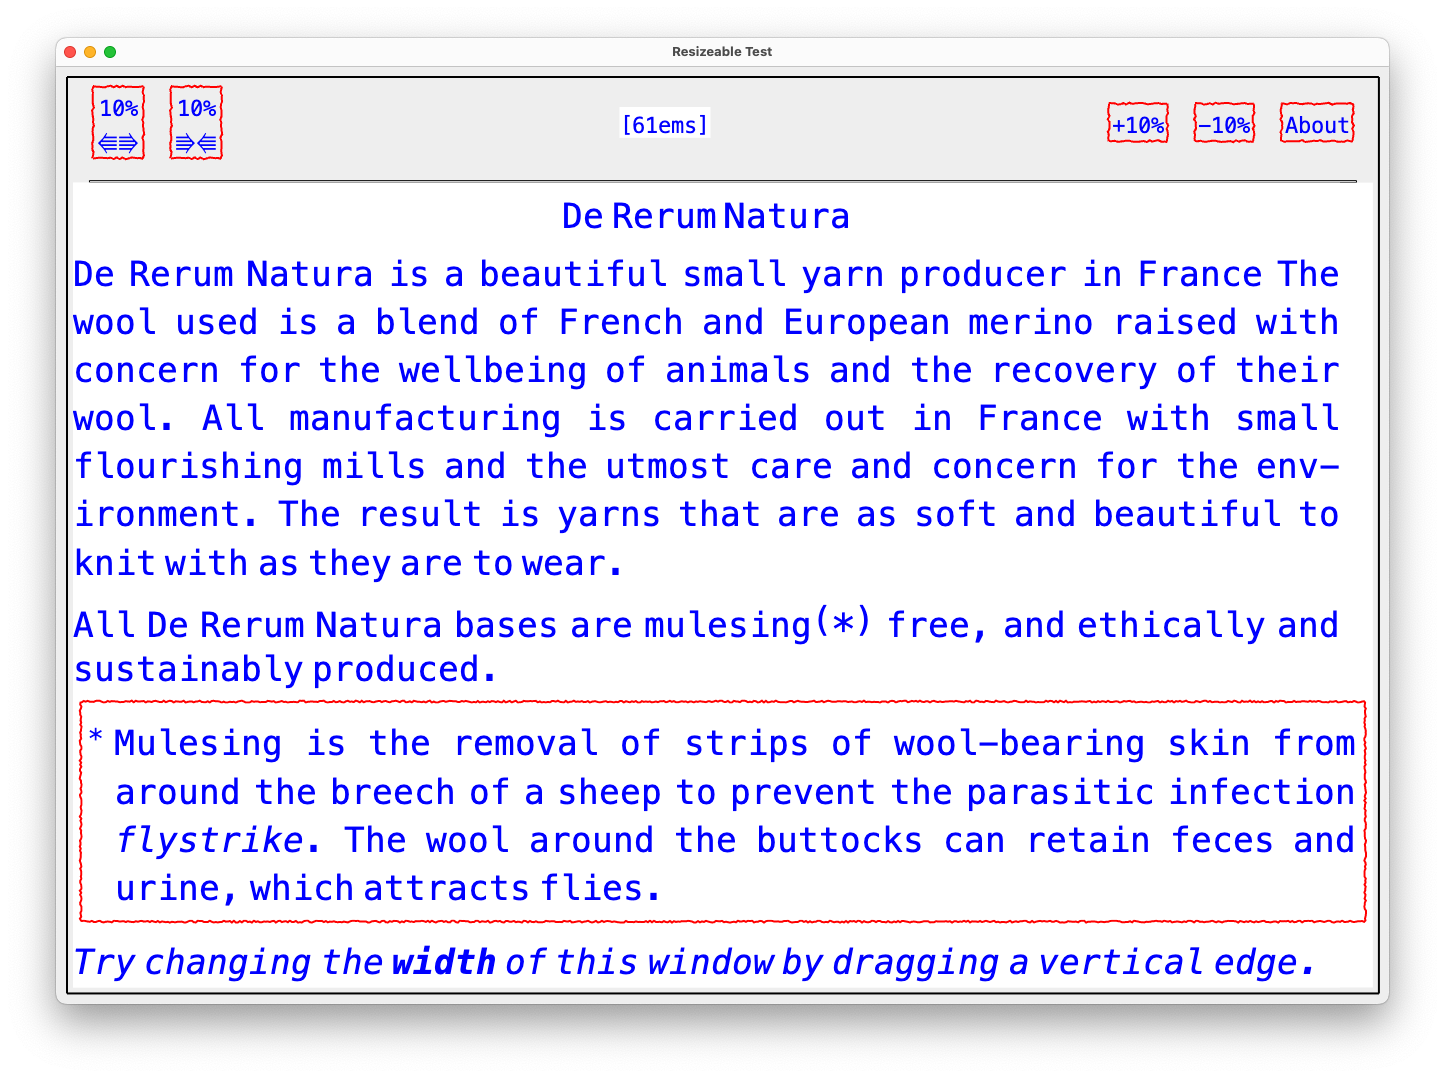 Resizeable Test
10% 10% [61ems] +10% −10% About
⭅⭆ ⭆⭅
De Rerum Natura
De Rerum Natura is a beautiful small yarn producer in France The
wool used is a blend of French and European merino raised with
concern for the wellbeing of animals and the recovery of their
wool. All manufacturing is carried out in France with small
flourishing mills and the utmost care and concern for the env–
ironment. The result is yarns that are as soft and beautiful to
knit with as they are to wear.
All De Rerum Natura bases are mulesing(*) free, and ethically and
sustainably produced.
* Mulesing is the removal of strips of wool–bearing skin from
around the breech of a sheep to prevent the parasitic infection
flystrike. The wool around the buttocks can retain feces and
urine, which attracts flies.
Try changing the width of this window by dragging a vertical edge.